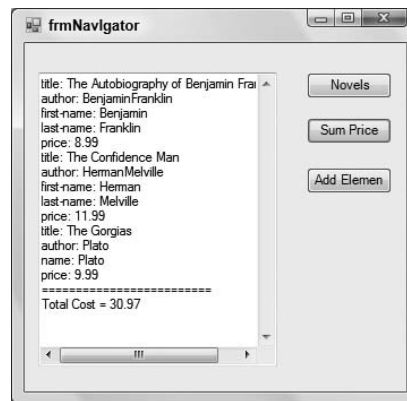 frmNavIgator
title: The Autobiography of Benjamin Fra
author: BenjaminFranklin
first-name: Benjamin
last-name: Franklin
price: 8.99
title: The Confidence Man
author: HermanMelville
first-name: Herman
last-name: Melville
price: 11.99
title: The Gorgias
author: Plato
name: Plato
price: 9.99
=========================
Total Cost = 30.97
Novels
Sum Price
Add Elemen